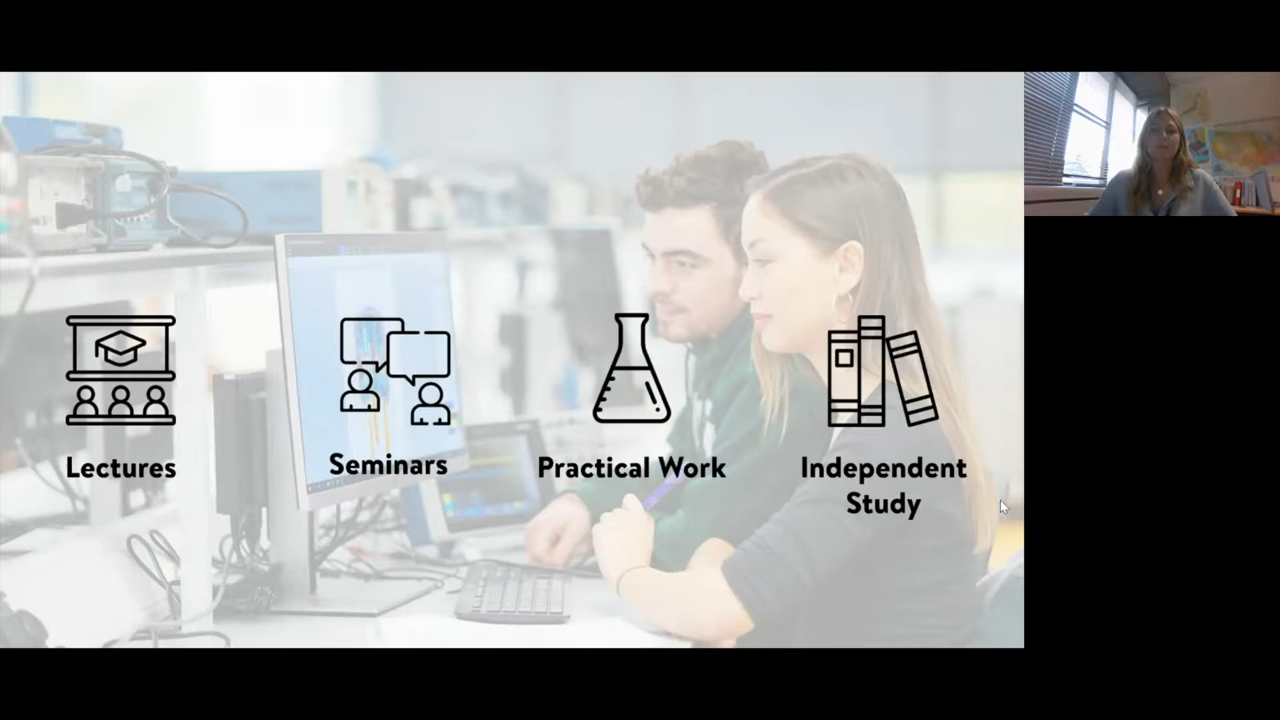 Lectures
Seminars
Practical Work
Independent
Study